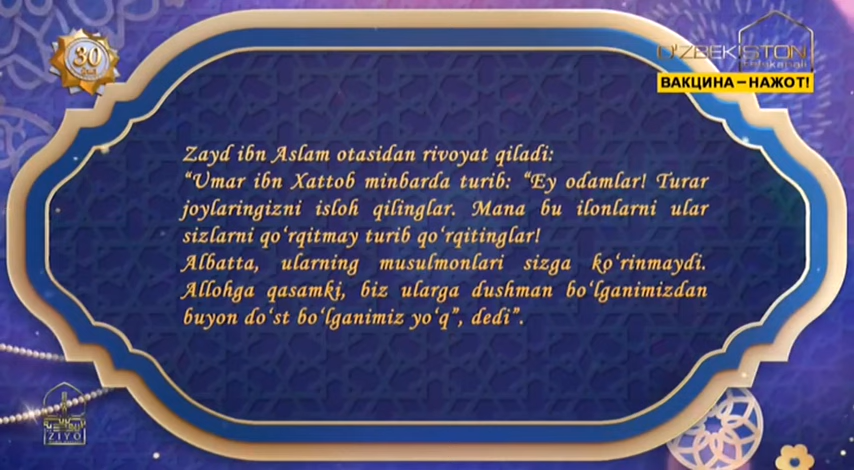 30
O'ZBEKISTON
ВАКЦИНА – НАЖОТ!
Zayd ibn Aslam otasidan rivoyat qiladi:
“Umar ibn Xattob minbarda turib: “Ey odamlar! Turar
joylaringizni isloh qilinglar. Mana bu ilonlarni ular
sizlarni qo‘rqitmay turib qo‘rqitinglar!
Albatta, ularning musulmonlari sizga ko‘rinmaydi.
Allohga qasamki, biz ularga dushman bo‘lganimizdan
buyon do‘st bo‘lganimiz yo‘q”, dedi”.
ZIYO